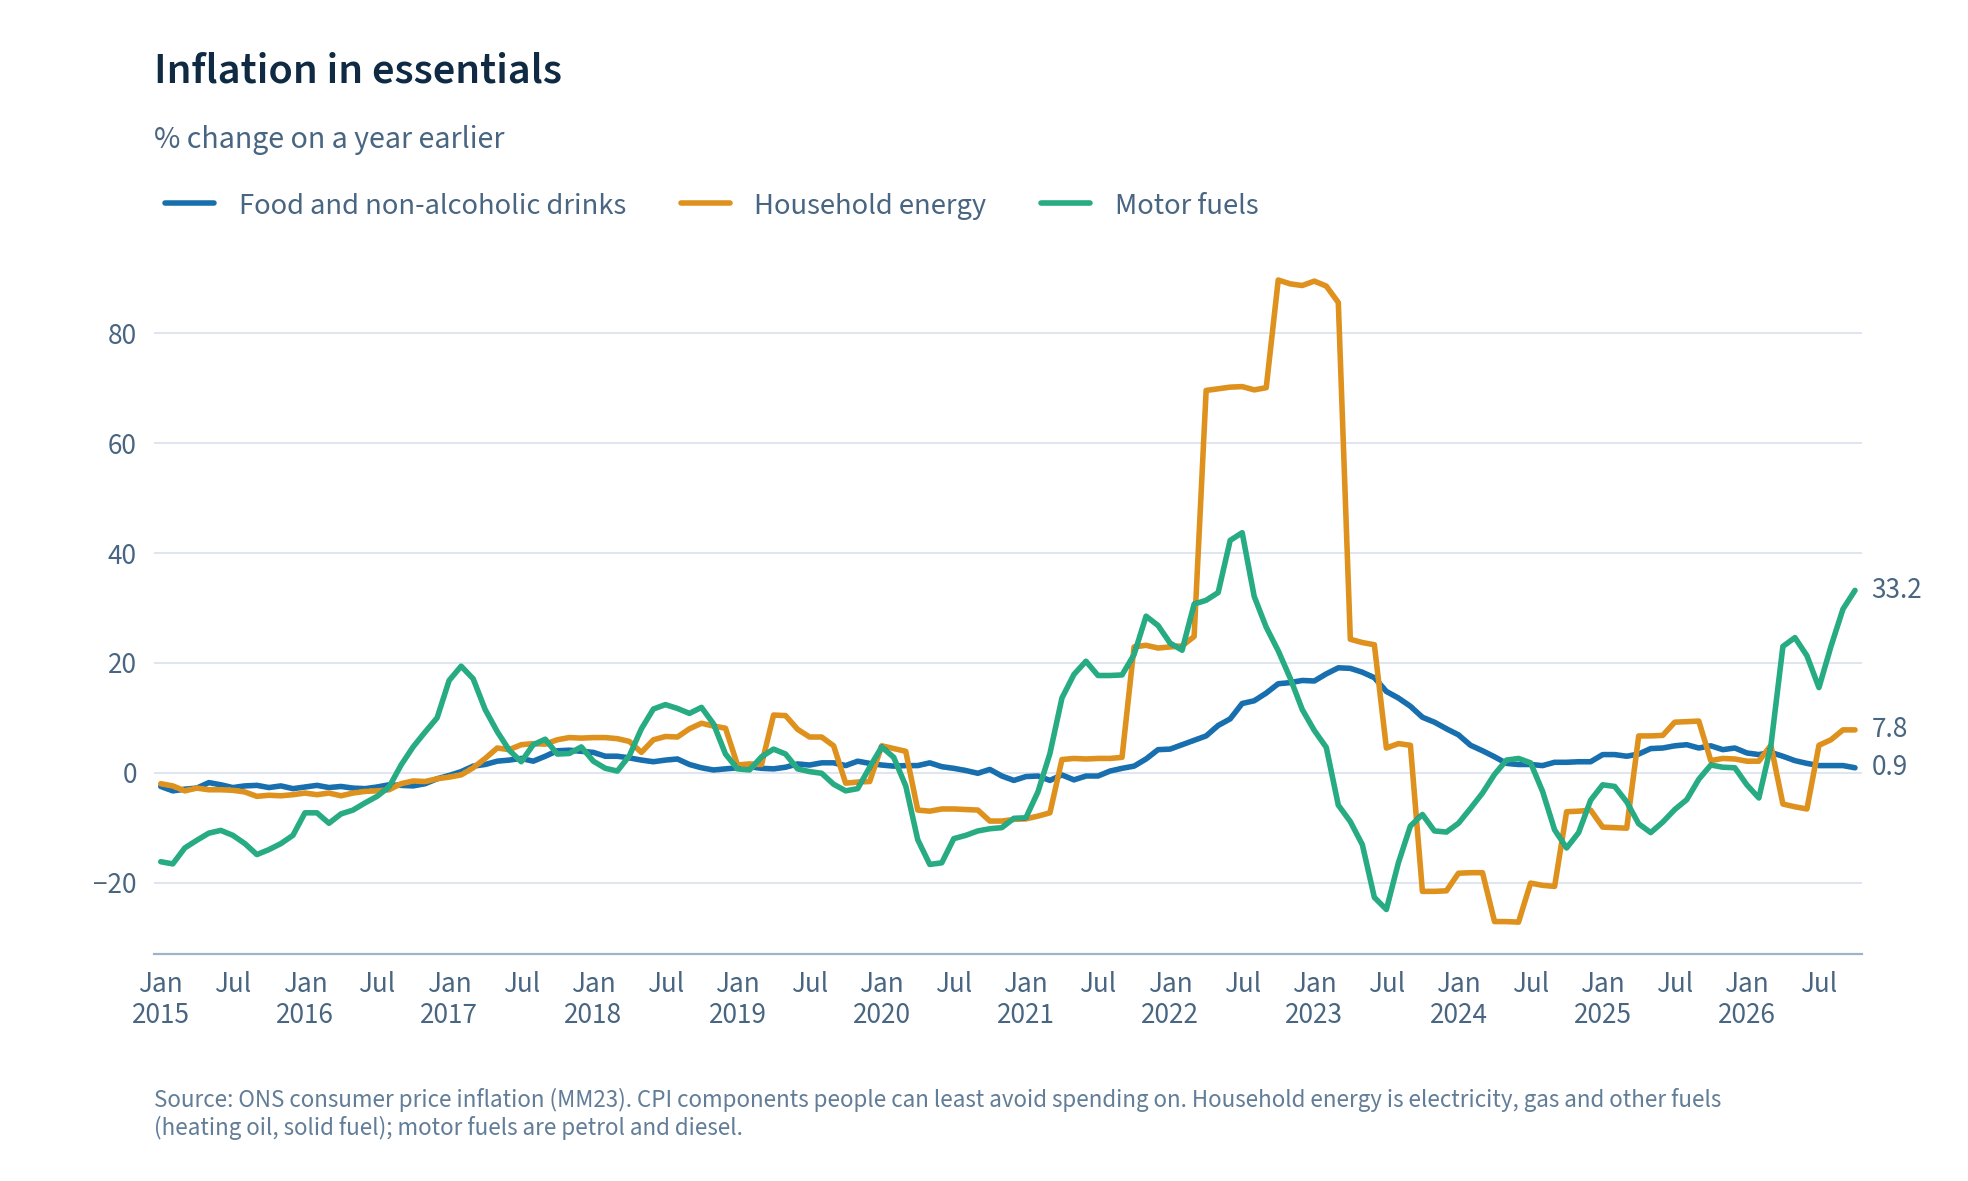 Inflation in essentials
% change on a year earlier
Food and non-alcoholic drinks Household energy Motor fuels
80
60
40
20
0
−20
33.2
7.8
0.9
Jan Jul Jan Jul Jan Jul Jan Jul Jan Jul Jan Jul Jan Jul Jan Jul Jan Jul Jan Jul Jan Jul Jan Jul
2015 2016 2017 2018 2019 2020 2021 2022 2023 2024 2025 2026
Source: ONS consumer price inflation (MM23). CPI components people can least avoid spending on. Household energy is electricity, gas and other fuels
(heating oil, solid fuel); motor fuels are petrol and diesel.